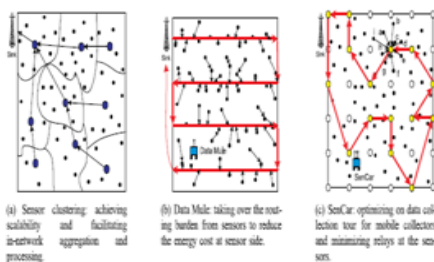 Sink
Sink
Data Mule
Sink
SenCar
(a) Sensor clustering: achieving
scalability and facilitating
in-network aggregation and
processing.
(b) Data Mule: taking over the rout-
ing burden from sensors to reduce
the energy cost at sensor side.
(c) SenCar: optimizing on data col-
lection tour for mobile collectors
and minimizing relays at the sen-
sors.